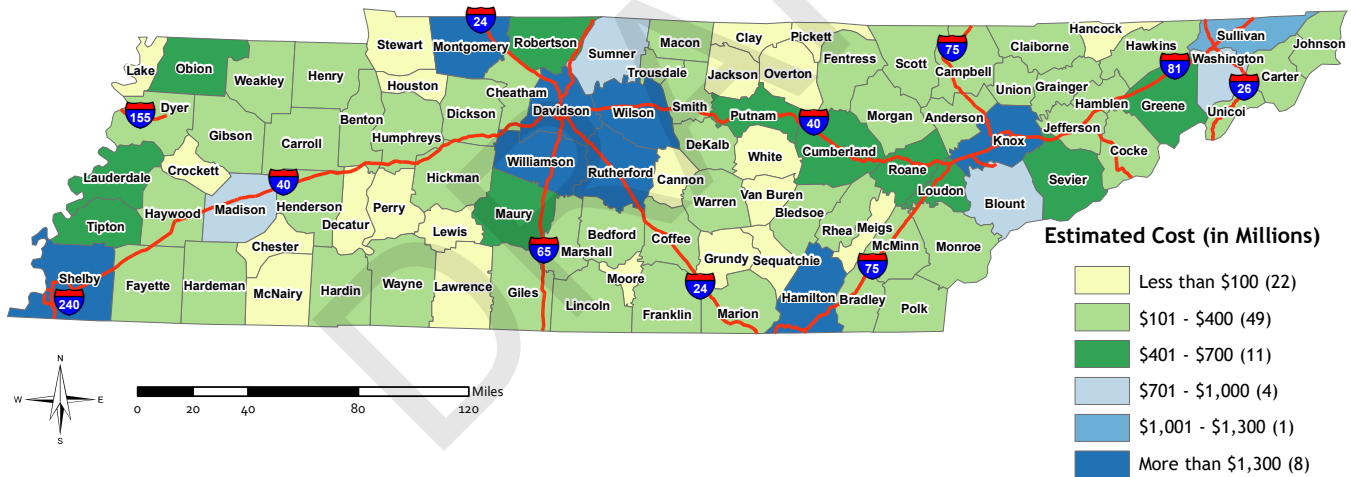 24
Hancock
Stewart
Montgomery
Robertson
Sumner
Macon
Clay
Pickett
Fentress
Scott
75
Campbell
Claiborne
Hawkins
Sullivan
Johnson
Lake
Obion
Weakley
Henry
Houston
Trousdale
Jackson
Overton
Union
Grainger
81
Washington
Carter
26
155
Dyer
Benton
Dickson
Cheatham
Davidson
Wilson
Smith
Putnam
40
Morgan
Anderson
Hamblen
Greene
Unicoi
Gibson
Carroll
Humphreys
Williamson
Rutherford
DeKalb
White
Cumberland
Knox
Jefferson
Cocke
Lauderdale
Crockett
40
Hickman
Cannon
Roane
Loudon
Sevier
Tipton
Haywood
Madison
Henderson
Decatur
Perry
Lewis
Maury
Warren
Van Buren
Bledsoe
Rhea
Meigs
McMinn
Monroe
Blount
Shelby
240
Fayette
Hardeman
Chester
McNairy
Hardin
Wayne
Lawrence
Giles
65
Marshall
Bedford
Coffee
Moore
Lincoln
Franklin
24
Grundy
Sequatchie
Marion
Hamilton
Bradley
75
Polk
Estimated Cost (in Millions)
Less than $100 (22)
$101 - $400 (49)
$401 - $700 (11)
$701 - $1,000 (4)
$1,001 - $1,300 (1)
More than $1,300 (8)
N
W E
S
Miles
0 20 40 80 120